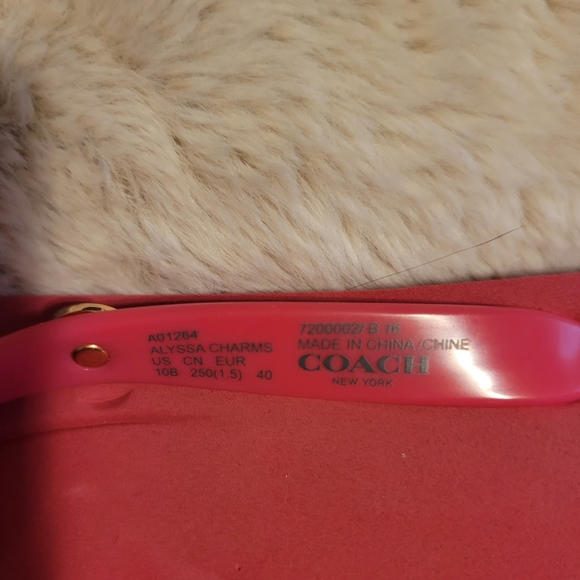 A01264
ALYSSA CHARMS
US CN EUR
10B 250(1.5) 40
7200002/ B 16
MADE IN CHINA/CHINE
COACH
NEW YORK